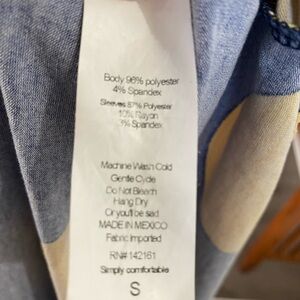 Body 96% polyester
4% Spandex
Sleeves 87% Polyester
10% Rayon
3% Spandex
Machine Wash Cold
Gentle Cycle
Do Not Bleach
Hang Dry
Or you'll be sad
MADE IN MEXICO
Fabric Imported
RN# 142161
Simply comfortable
S